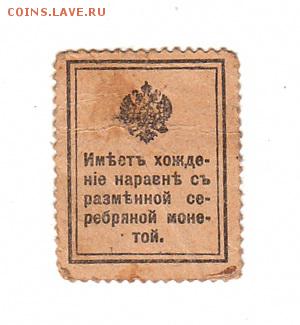 COINS.LAVE.RU
Имѣетъ хожде-
ніе наравнѣ съ
размѣнной се-
ребряной моне-
той.